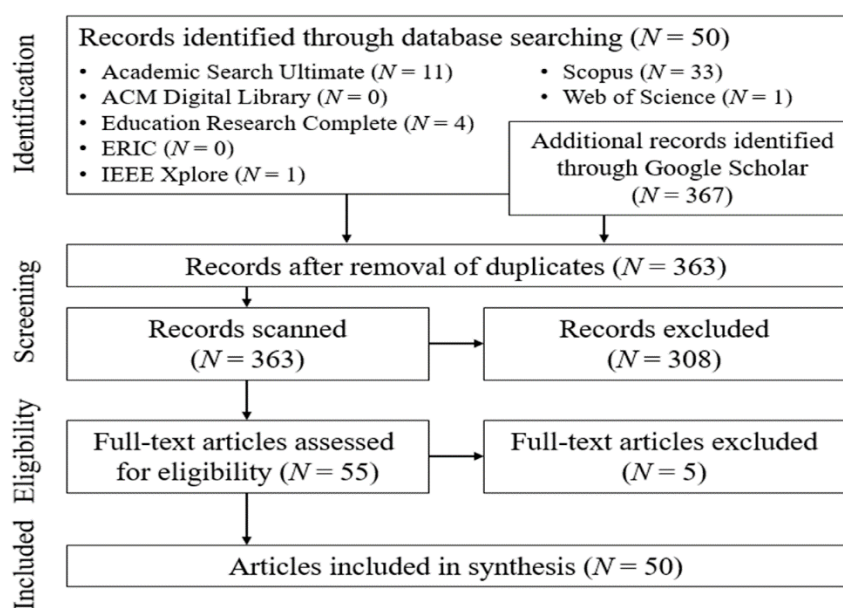 Identification
Records identified through database searching (N = 50)
• Academic Search Ultimate (N = 11)
• ACM Digital Library (N = 0)
• Education Research Complete (N = 4)
• ERIC (N = 0)
• IEEE Xplore (N = 1)
• Scopus (N = 33)
• Web of Science (N = 1)
Additional records identified
through Google Scholar
(N = 367)
Screening
Records after removal of duplicates (N = 363)
Records scanned
(N = 363)
Records excluded
(N = 308)
Eligibility
Full-text articles assessed
for eligibility (N = 55)
Full-text articles excluded
(N = 5)
Included
Articles included in synthesis (N = 50)